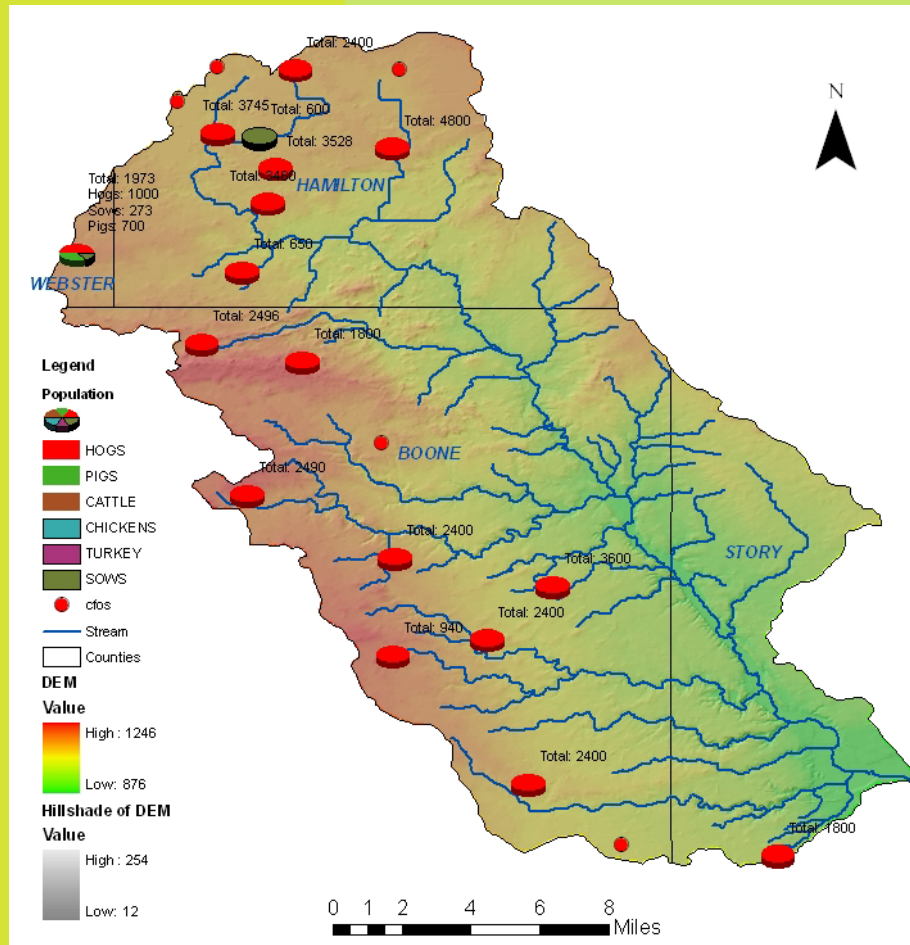 Total: 2400
N
Total: 3745
Total: 600
Total: 4800
Total: 3528
Total: 1973
Hogs: 1000
Sows: 273
Pigs: 700
HAMILTON
Total: 650
WEBSTER
Total: 2496
Total: 1800
Legend
Population
HOGS
PIGS
CATTLE
CHICKENS
TURKEY
SOWS
cfos
Stream
Counties
DEM
Value
High : 1246
Low: 876
Hillshade of DEM
Value
High : 254
Low: 12
BOONE
Total: 2490
Total: 2400
STORY
Total: 3600
Total: 2400
Total: 940
Total: 2400
Total: 1800
0 1 2 4 6 8
Miles